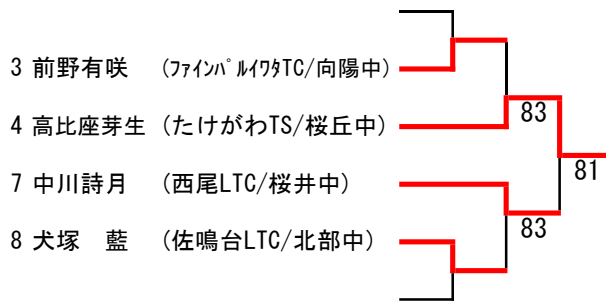 3 前野有咲 (ファインパルイワタTC/向陽中)
4 高比座芽生 (たけがわTS/桜丘中)
83
81
7 中川詩月 (西尾LTC/桜井中)
83
8 犬塚 藍 (佐鳴台LTC/北部中)